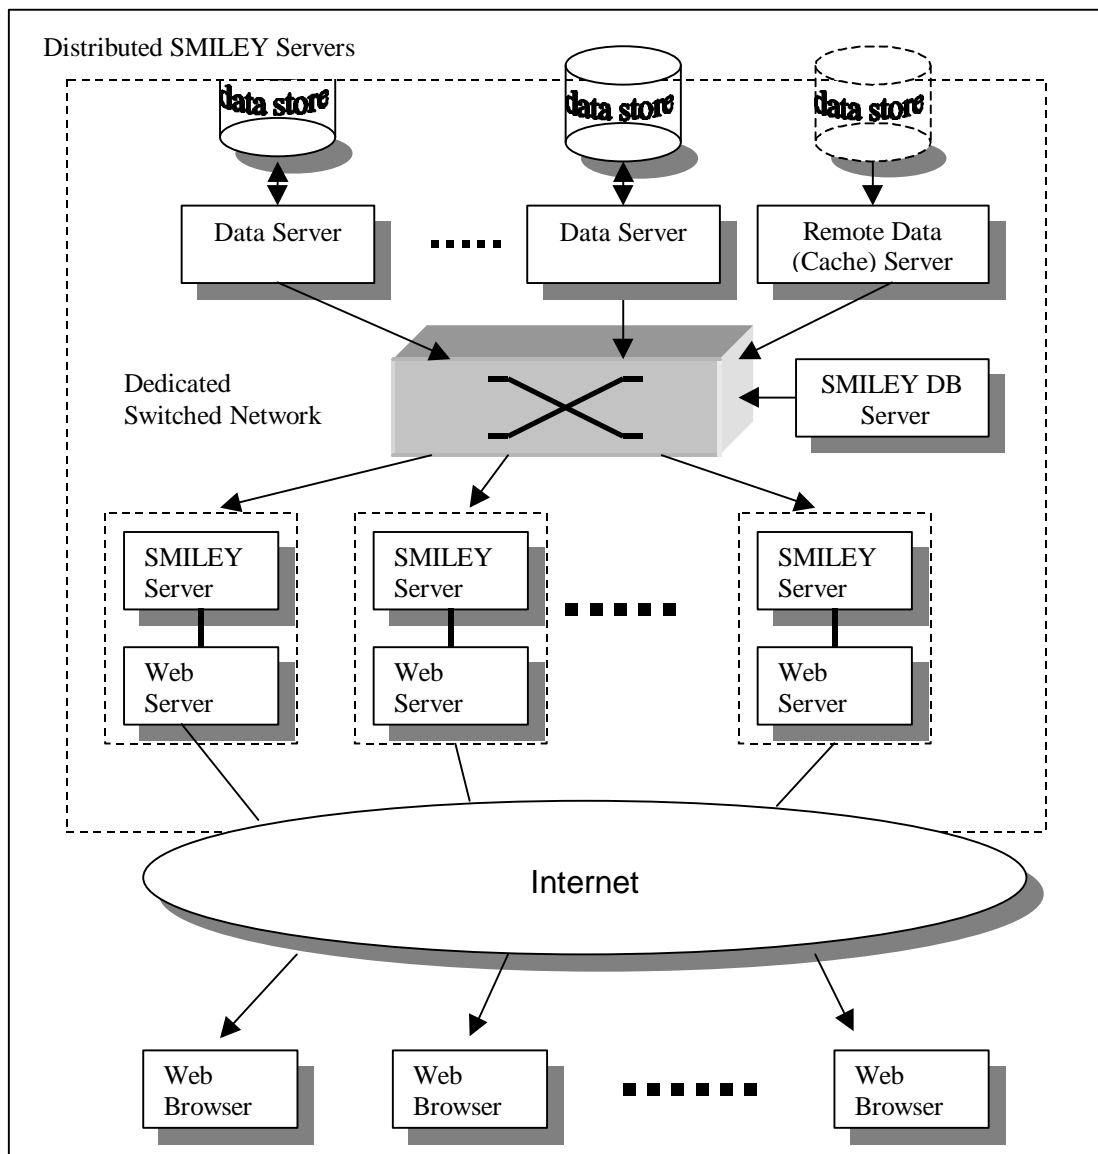 Distributed SMILEY Servers
data store
data store
data store
Data Server
Data Server
Remote Data
(Cache) Server
Dedicated
Switched Network
SMILEY DB
Server
SMILEY
Server
SMILEY
Server
SMILEY
Server
Web
Server
Web
Server
Web
Server
Internet
Web
Browser
Web
Browser
Web
Browser